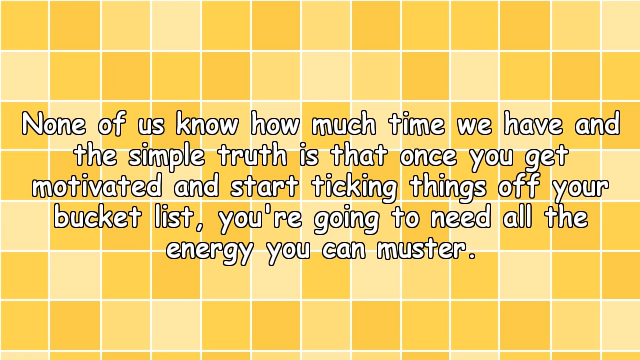 None of us know how much time we have and
the simple truth is that once you get
motivated and start ticking things off your
bucket list, you're going to need all the
energy you can muster.